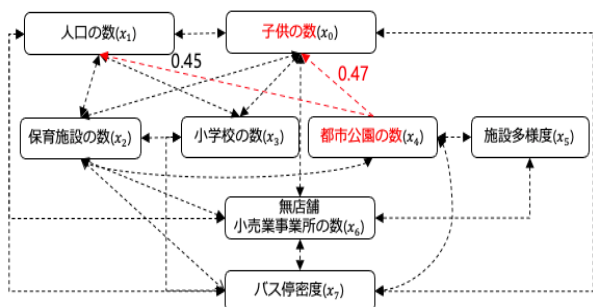 人口の数(x₁)
子供の数(x₀)
0.45
0.47
保育施設の数(x₂)
小学校の数(x₃)
都市公園の数(x₄)
施設多様度(x₅)
無店舗
小売業事業所の数(x₆)
バス停密度(x₇)